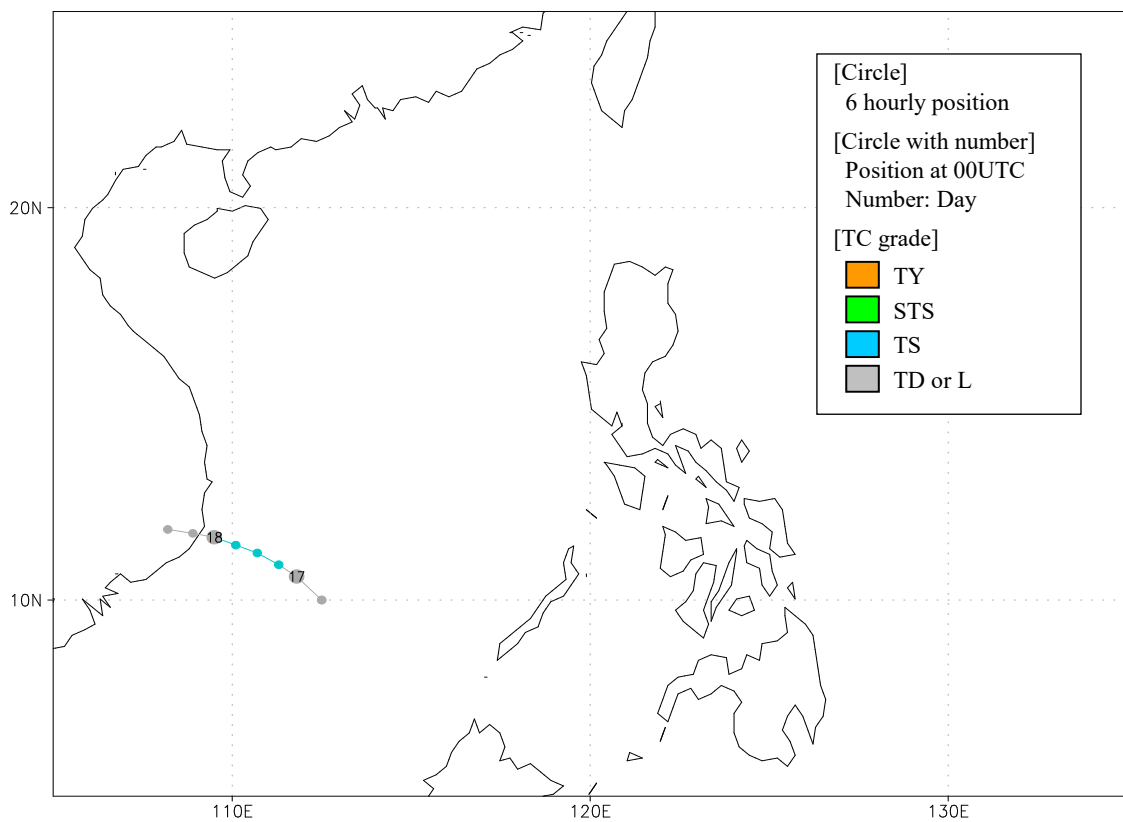 [Circle]
6 hourly position
[Circle with number]
Position at 00UTC
Number: Day
[TC grade]
TY
STS
TS
TD or L
20N
18
17
10N
110E
120E
130E